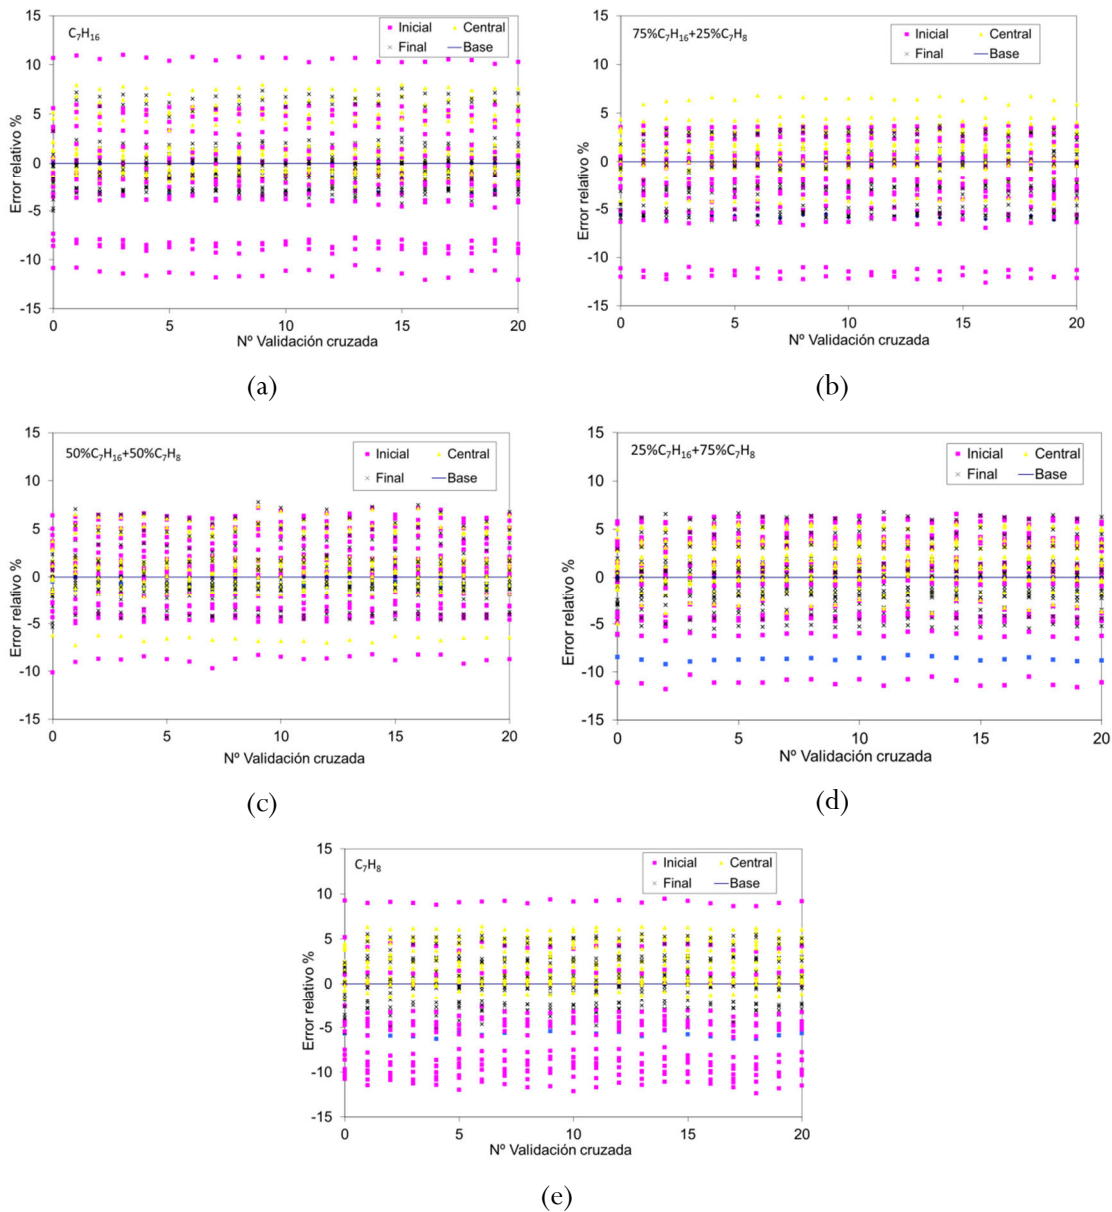 C7H16
Inicial Central
Final Base
Error relativo %
15
10
5
0
-5
-10
-15
0 5 10 15 20
Nº Validación cruzada
(a)
75%C7H16+25%C7H8
Inicial Central
Final Base
Error relativo %
15
10
5
0
-5
-10
-15
0 5 10 15 20
Nº Validación cruzada
(b)
50%C7H16+50%C7H8
Inicial Central
Final Base
Error relativo %
15
10
5
0
-5
-10
-15
0 5 10 15 20
Nº Validación cruzada
(c)
25%C7H16+75%C7H8
Inicial Central
Final Base
Error relativo %
15
10
5
0
-5
-10
-15
0 5 10 15 20
Nº Validación cruzada
(d)
C7H8
Inicial Central
Final Base
Error relativo %
15
10
5
0
-5
-10
-15
0 5 10 15 20
Nº Validación cruzada
(e)